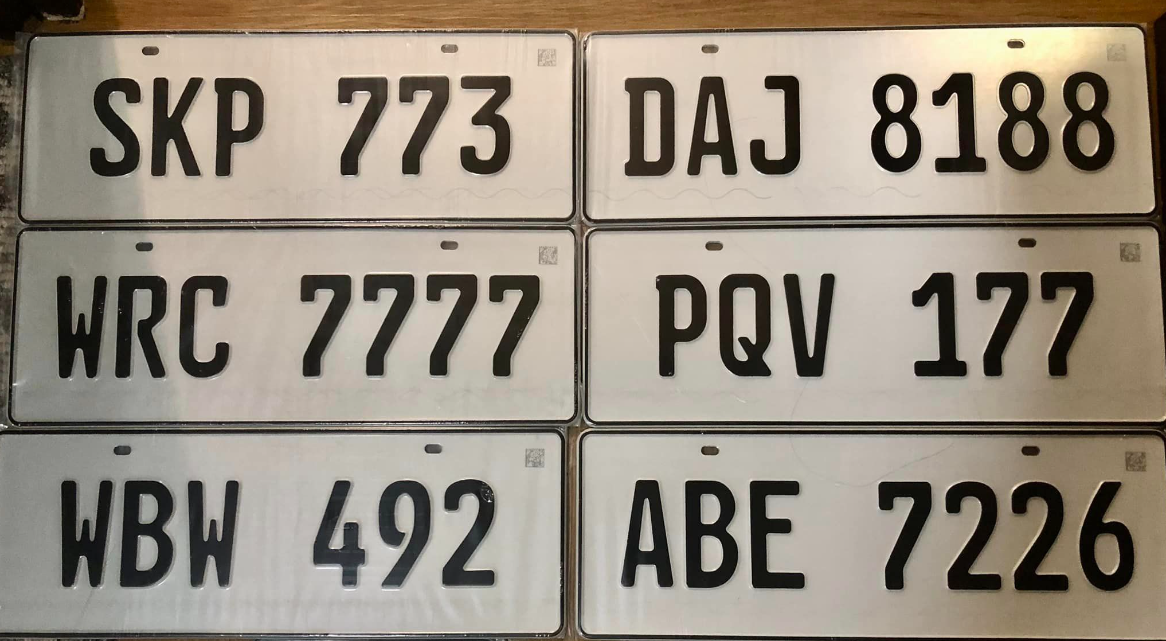 SKP 773
DAJ 8188
WRC 7777
PQV 177
WBW 492
ABE 7226